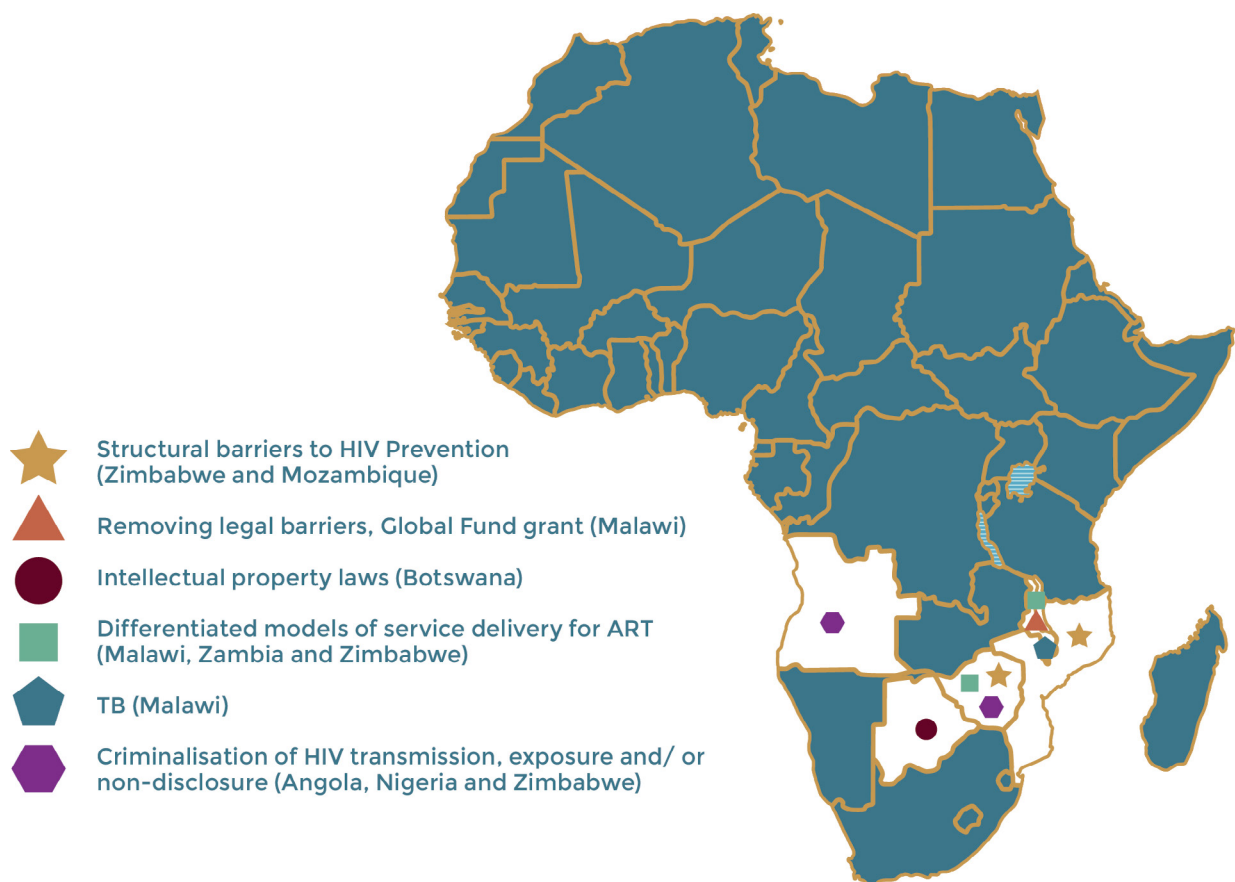 Structural barriers to HIV Prevention
(Zimbabwe and Mozambique)
Removing legal barriers, Global Fund grant (Malawi)
Intellectual property laws (Botswana)
Differentiated models of service delivery for ART
(Malawi, Zambia and Zimbabwe)
TB (Malawi)
Criminalisation of HIV transmission, exposure and/ or
non-disclosure (Angola, Nigeria and Zimbabwe)